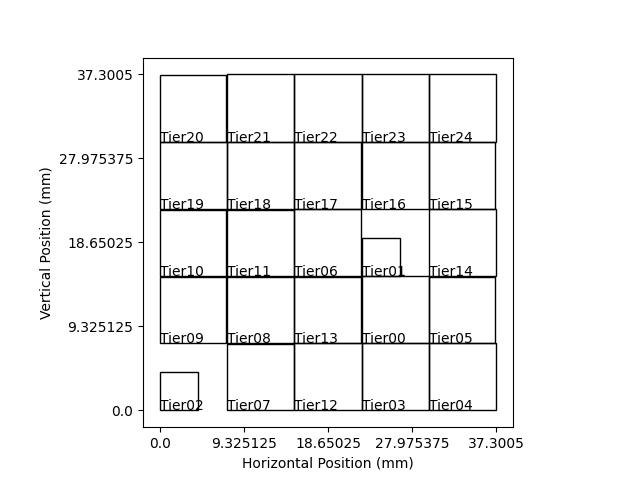 37.3005
Tier20 Tier21 Tier22 Tier23 Tier24
27.975375
Tier19 Tier18 Tier17 Tier16 Tier15
18.65025
Tier10 Tier11 Tier06 Tier01 Tier14
9.325125
Tier09 Tier08 Tier13 Tier00 Tier05
0.0
Tier02 Tier07 Tier12 Tier03 Tier04
Vertical Position (mm)
0.0 9.325125 18.65025 27.975375 37.3005
Horizontal Position (mm)